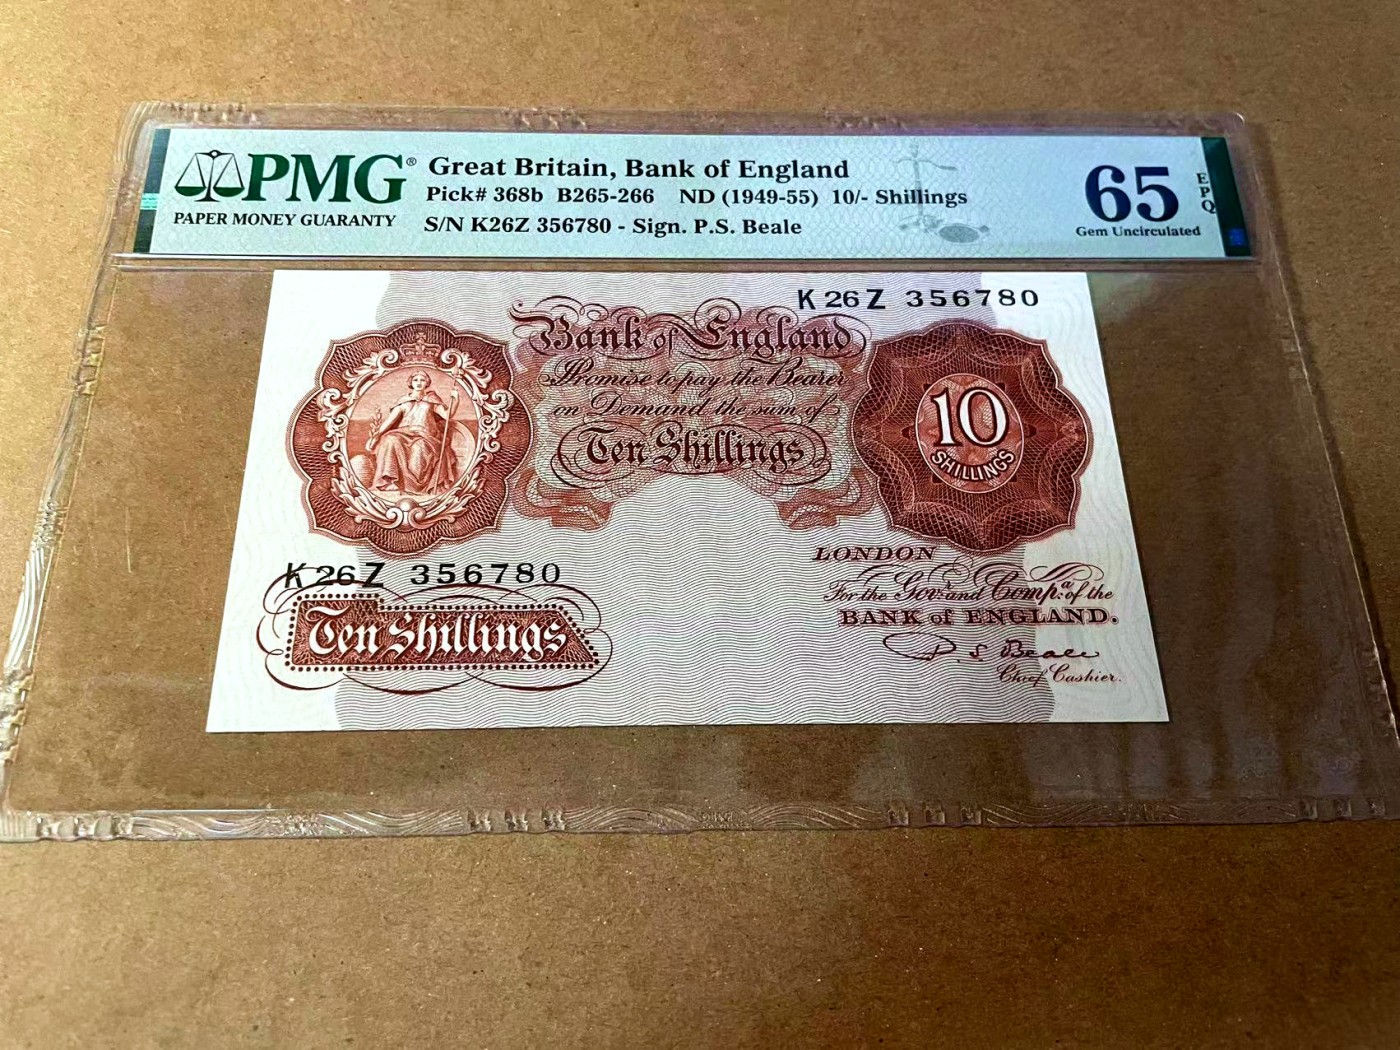 PMG®
PAPER MONEY GUARANTY
Great Britain, Bank of England
Pick# 368b B265-266 ND (1949-55) 10/- Shillings
S/N K26Z 356780 - Sign. P.S. Beale
65
Gem Uncirculated
EPQ
K26Z 356780
Bank of England
Promise to pay the Bearer
on Demand the sum of
Ten Shillings
10
SHILLINGS
LONDON
For the Govr. and Compa. of the
BANK of ENGLAND.
P. S. Beale
Chief Cashier.
K26Z 356780
Ten Shillings